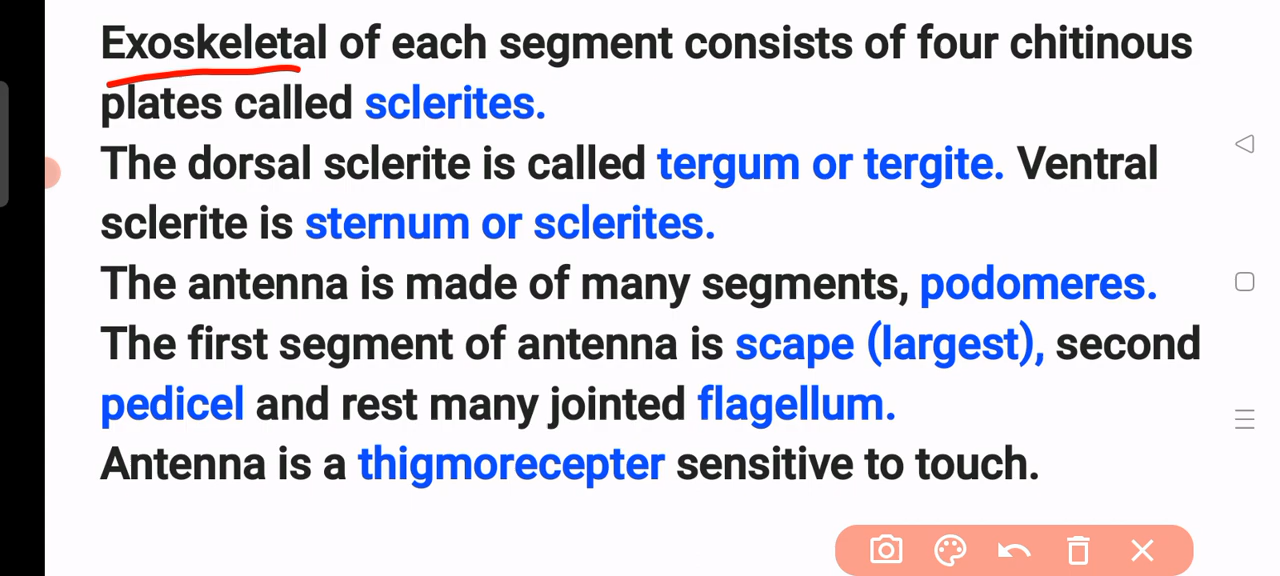 Exoskeletal of each segment consists of four chitinous
plates called sclerites.
The dorsal sclerite is called tergum or tergite. Ventral
sclerite is sternum or sclerites.
The antenna is made of many segments, podomeres.
The first segment of antenna is scape (largest), second
pedicel and rest many jointed flagellum.
Antenna is a thigmorecepter sensitive to touch.